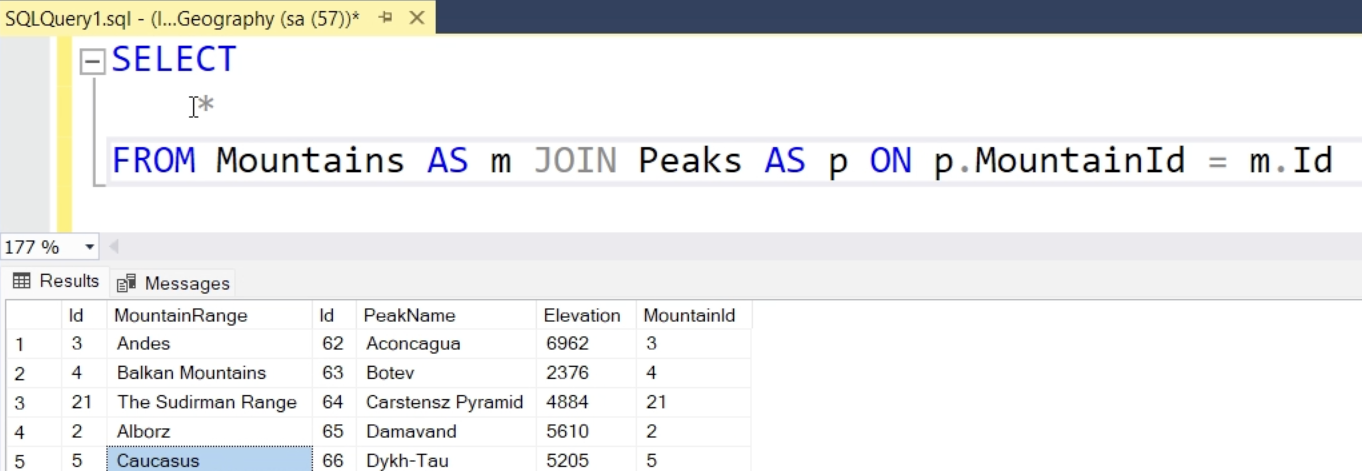 SQLQuery1.sql - (l...Geography (sa (57))*
SELECT
*
FROM Mountains AS m JOIN Peaks AS p ON p.MountainId = m.Id
177 %
Results Messages
Id MountainRange Id PeakName Elevation MountainId
1 3 Andes 62 Aconcagua 6962 3
2 4 Balkan Mountains 63 Botev 2376 4
3 21 The Sudirman Range 64 Carstensz Pyramid 4884 21
4 2 Alborz 65 Damavand 5610 2
5 5 Caucasus 66 Dykh-Tau 5205 5